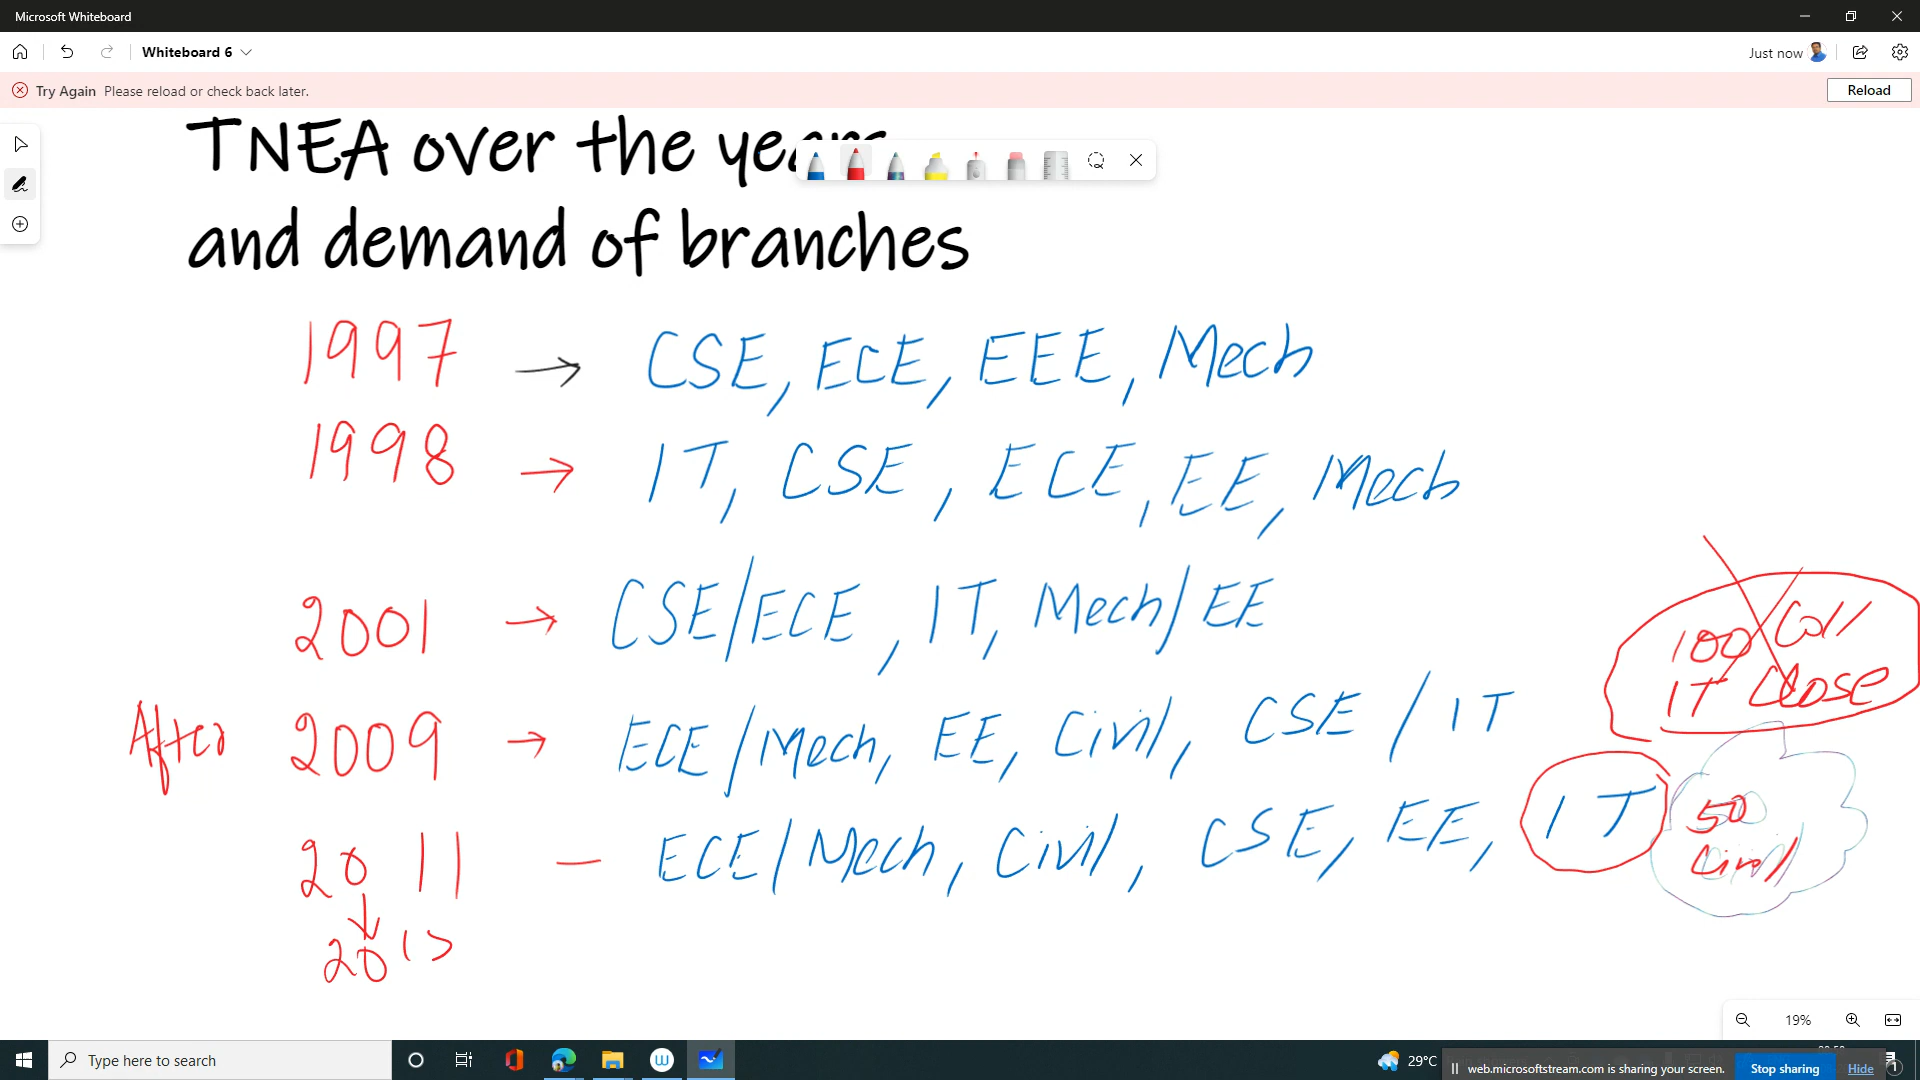 Microsoft Whiteboard
Whiteboard 6
Just now
Try Again Please reload or check back later.
Reload
TNEA over the years
and demand of branches
1997 → CSE, ECE, EEE, Mech
1998 → IT, CSE, ECE, EE, Mech
2001 → CSE/ECE, IT, Mech/EE
100 Coll
IT Close
After 2009 → ECE/Mech, EE, Civil, CSE / IT
2011 — ECE/Mech, Civil, CSE, EE, IT
50
Civil
19%
Type here to search
29°C
web.microsoftstream.com is sharing your screen.
Stop sharing
Hide
1